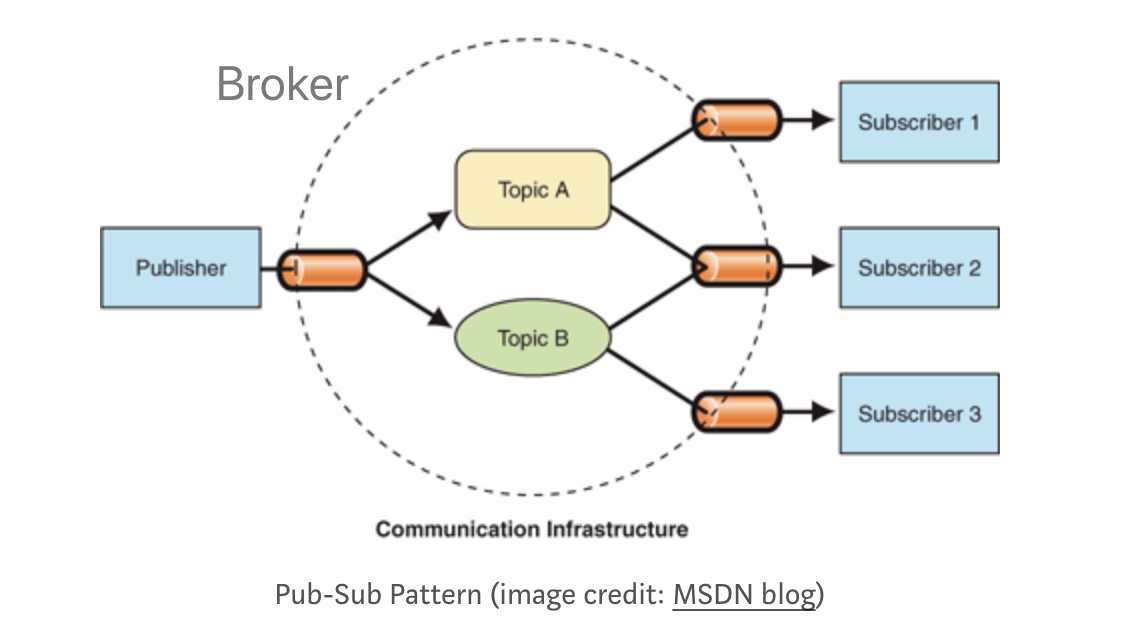 Broker
Subscriber 1
Topic A
Publisher
Subscriber 2
Topic B
Subscriber 3
Communication Infrastructure
Pub-Sub Pattern (image credit: MSDN blog)